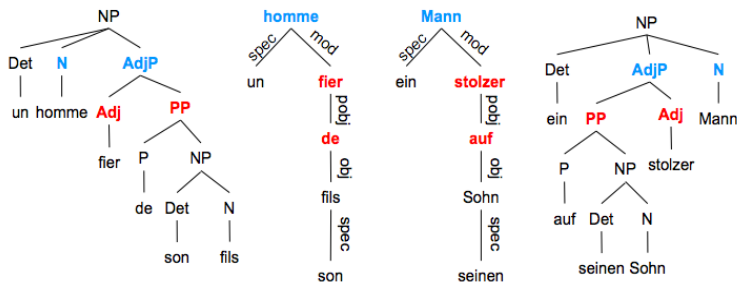 NP
Det N AdjP
un homme Adj PP
fier P NP
de Det N
son fils
homme
spec mod
un fier
pobj
de
obj
fils
spec
son
Mann
spec mod
ein stolzer
pobj
auf
obj
Sohn
spec
seinen
NP
Det AdjP N
ein PP Adj Mann
P NP stolzer
auf Det N
seinen Sohn